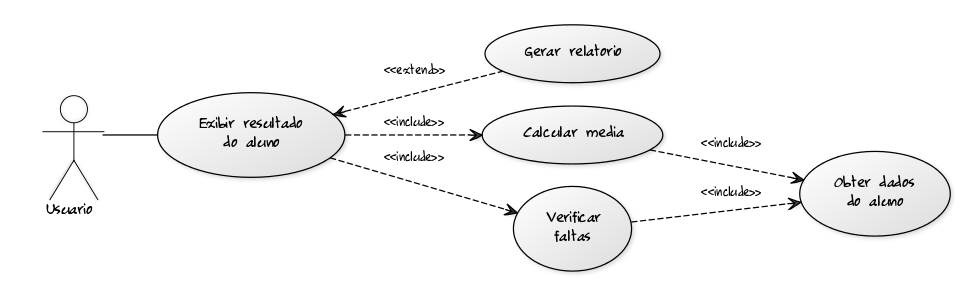 Gerar relatorio
<<extend>>
Exibir resultado
do aluno
<<include>>
Calcular media
<<include>>
<<include>>
Obter dados
do aluno
<<include>>
Verificar
faltas
Usuario